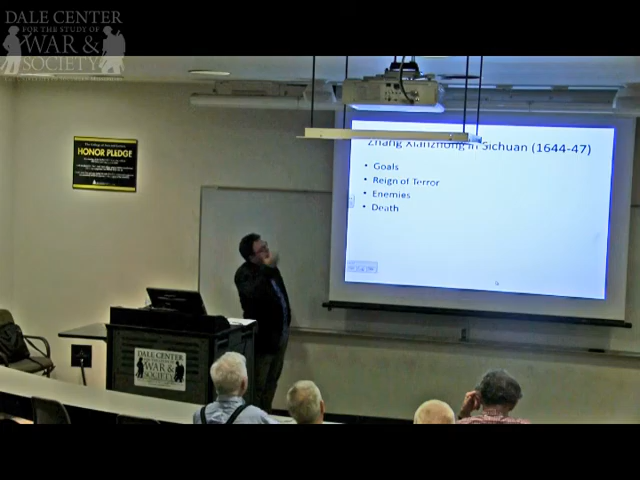 DALE CENTER
FOR THE STUDY OF
WAR &
SOCIETY
HONOR PLEDGE
Zhang Xianzhong in Sichuan (1644-47)
• Goals
• Reign of Terror
• Enemies
• Death
DALE CENTER
WAR &
SOCIETY